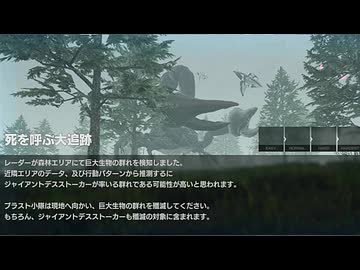 死を呼ぶ大追跡
EASY NORMAL HARD HARDEST
レーダーが森林エリアにて巨大生物の群れを検知しました。
近隣エリアのデータ、及び行動パターンから推測するに
ジャイアントデスストーカーが率いる群れである可能性が高いと思われます。
ブラスト小隊は現地へ向かい、巨大生物の群れを殲滅してください。
もちろん、ジャイアントデスストーカーも殲滅の対象に含まれます。